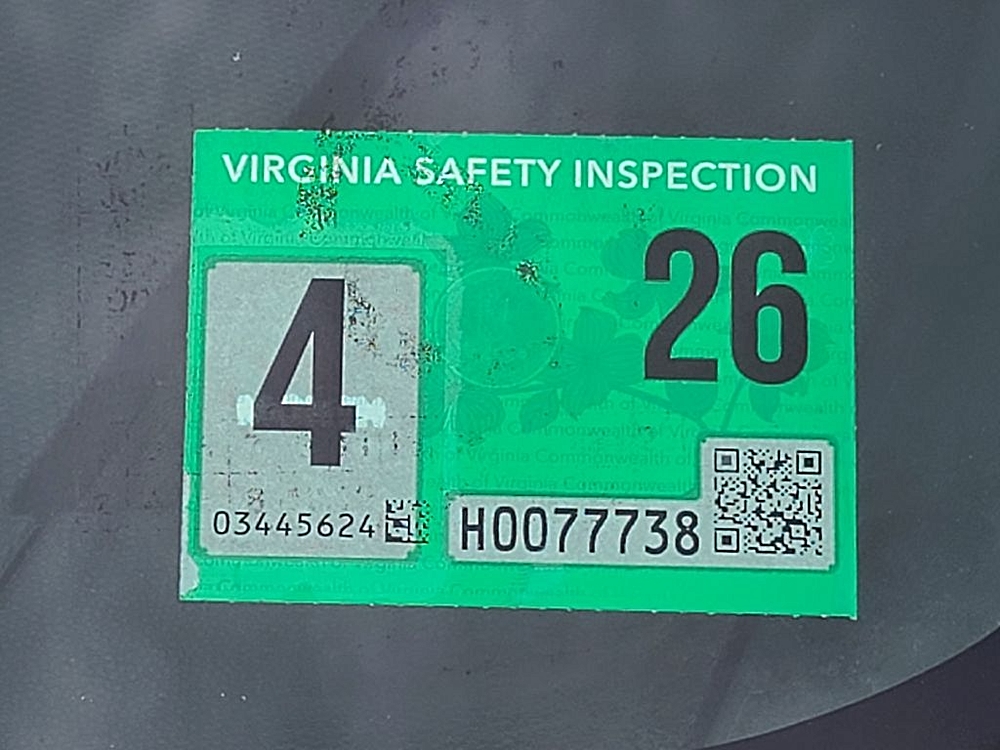 VIRGINIA SAFETY INSPECTION
4
26
03445624
H0077738